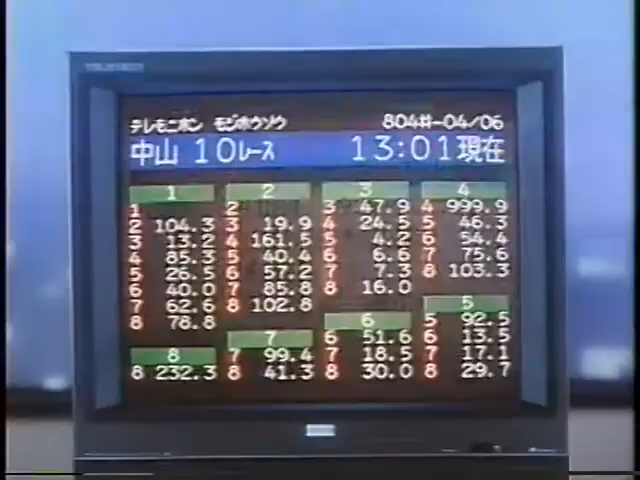 テレモニホン モジホウソウ 804#-04/06
中山 10レース 13:01現在
1 2 3 4
1 2 3 47.9 4 999.9
2 104.3 3 19.9 4 24.5 5 46.3
3 13.2 4 161.5 5 4.2 6 54.4
4 85.3 5 40.4 6 6.6 7 75.6
5 26.5 6 57.2 7 7.3 8 103.3
6 40.0 7 85.8 8 16.0
7 62.6 8 102.8 5
8 78.8 6 5 92.5
7 6 51.6 6 13.5
8 7 99.4 7 18.5 7 17.1
8 232.3 8 41.3 8 30.0 8 29.7